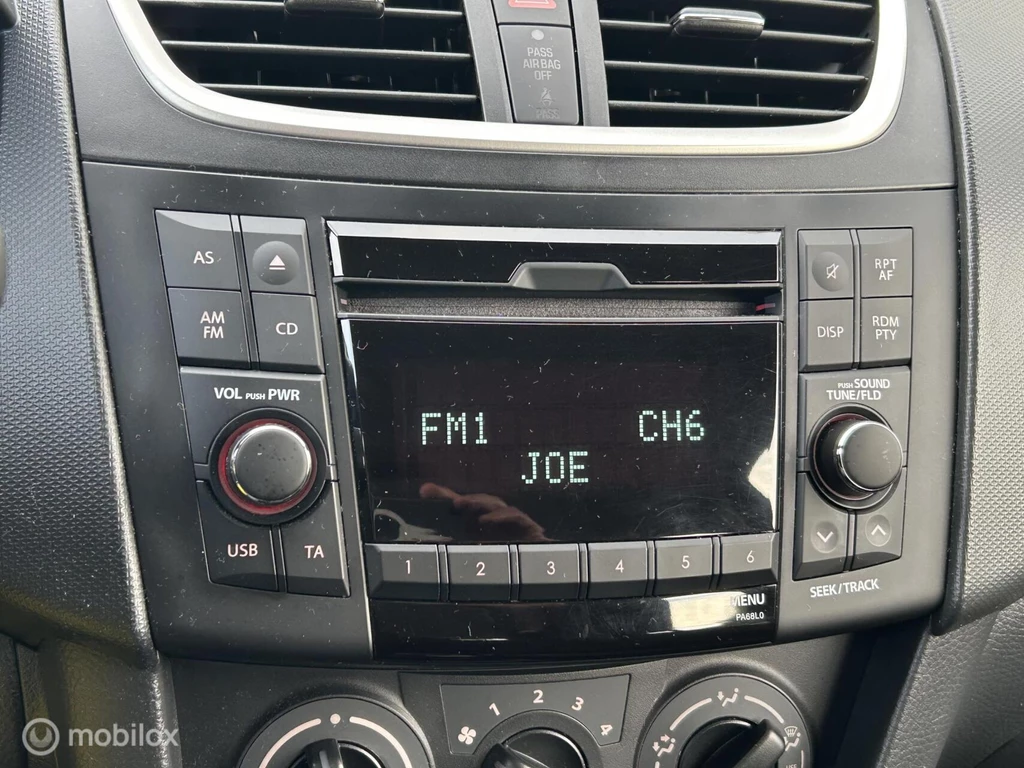 PASS
AIR BAG
OFF
AS
AM
FM
CD
VOL PUSH PWR
USB
TA
FM1
CH6
JOE
1
2
3
4
5
6
MENU
PA68L0
RPT
AF
DISP
RDM
PTY
PUSH SOUND
TUNE/FLD
SEEK/TRACK
1
2
3
4
mobilox